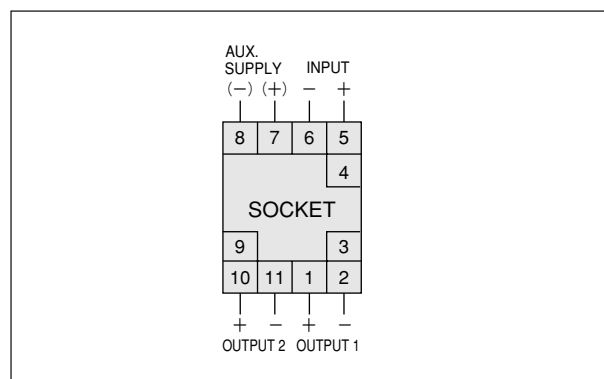 AUX.
SUPPLY INPUT
(−) (+) − +
8 7 6 5
4
SOCKET
9 3
10 11 1 2
+ − + −
OUTPUT 2 OUTPUT 1